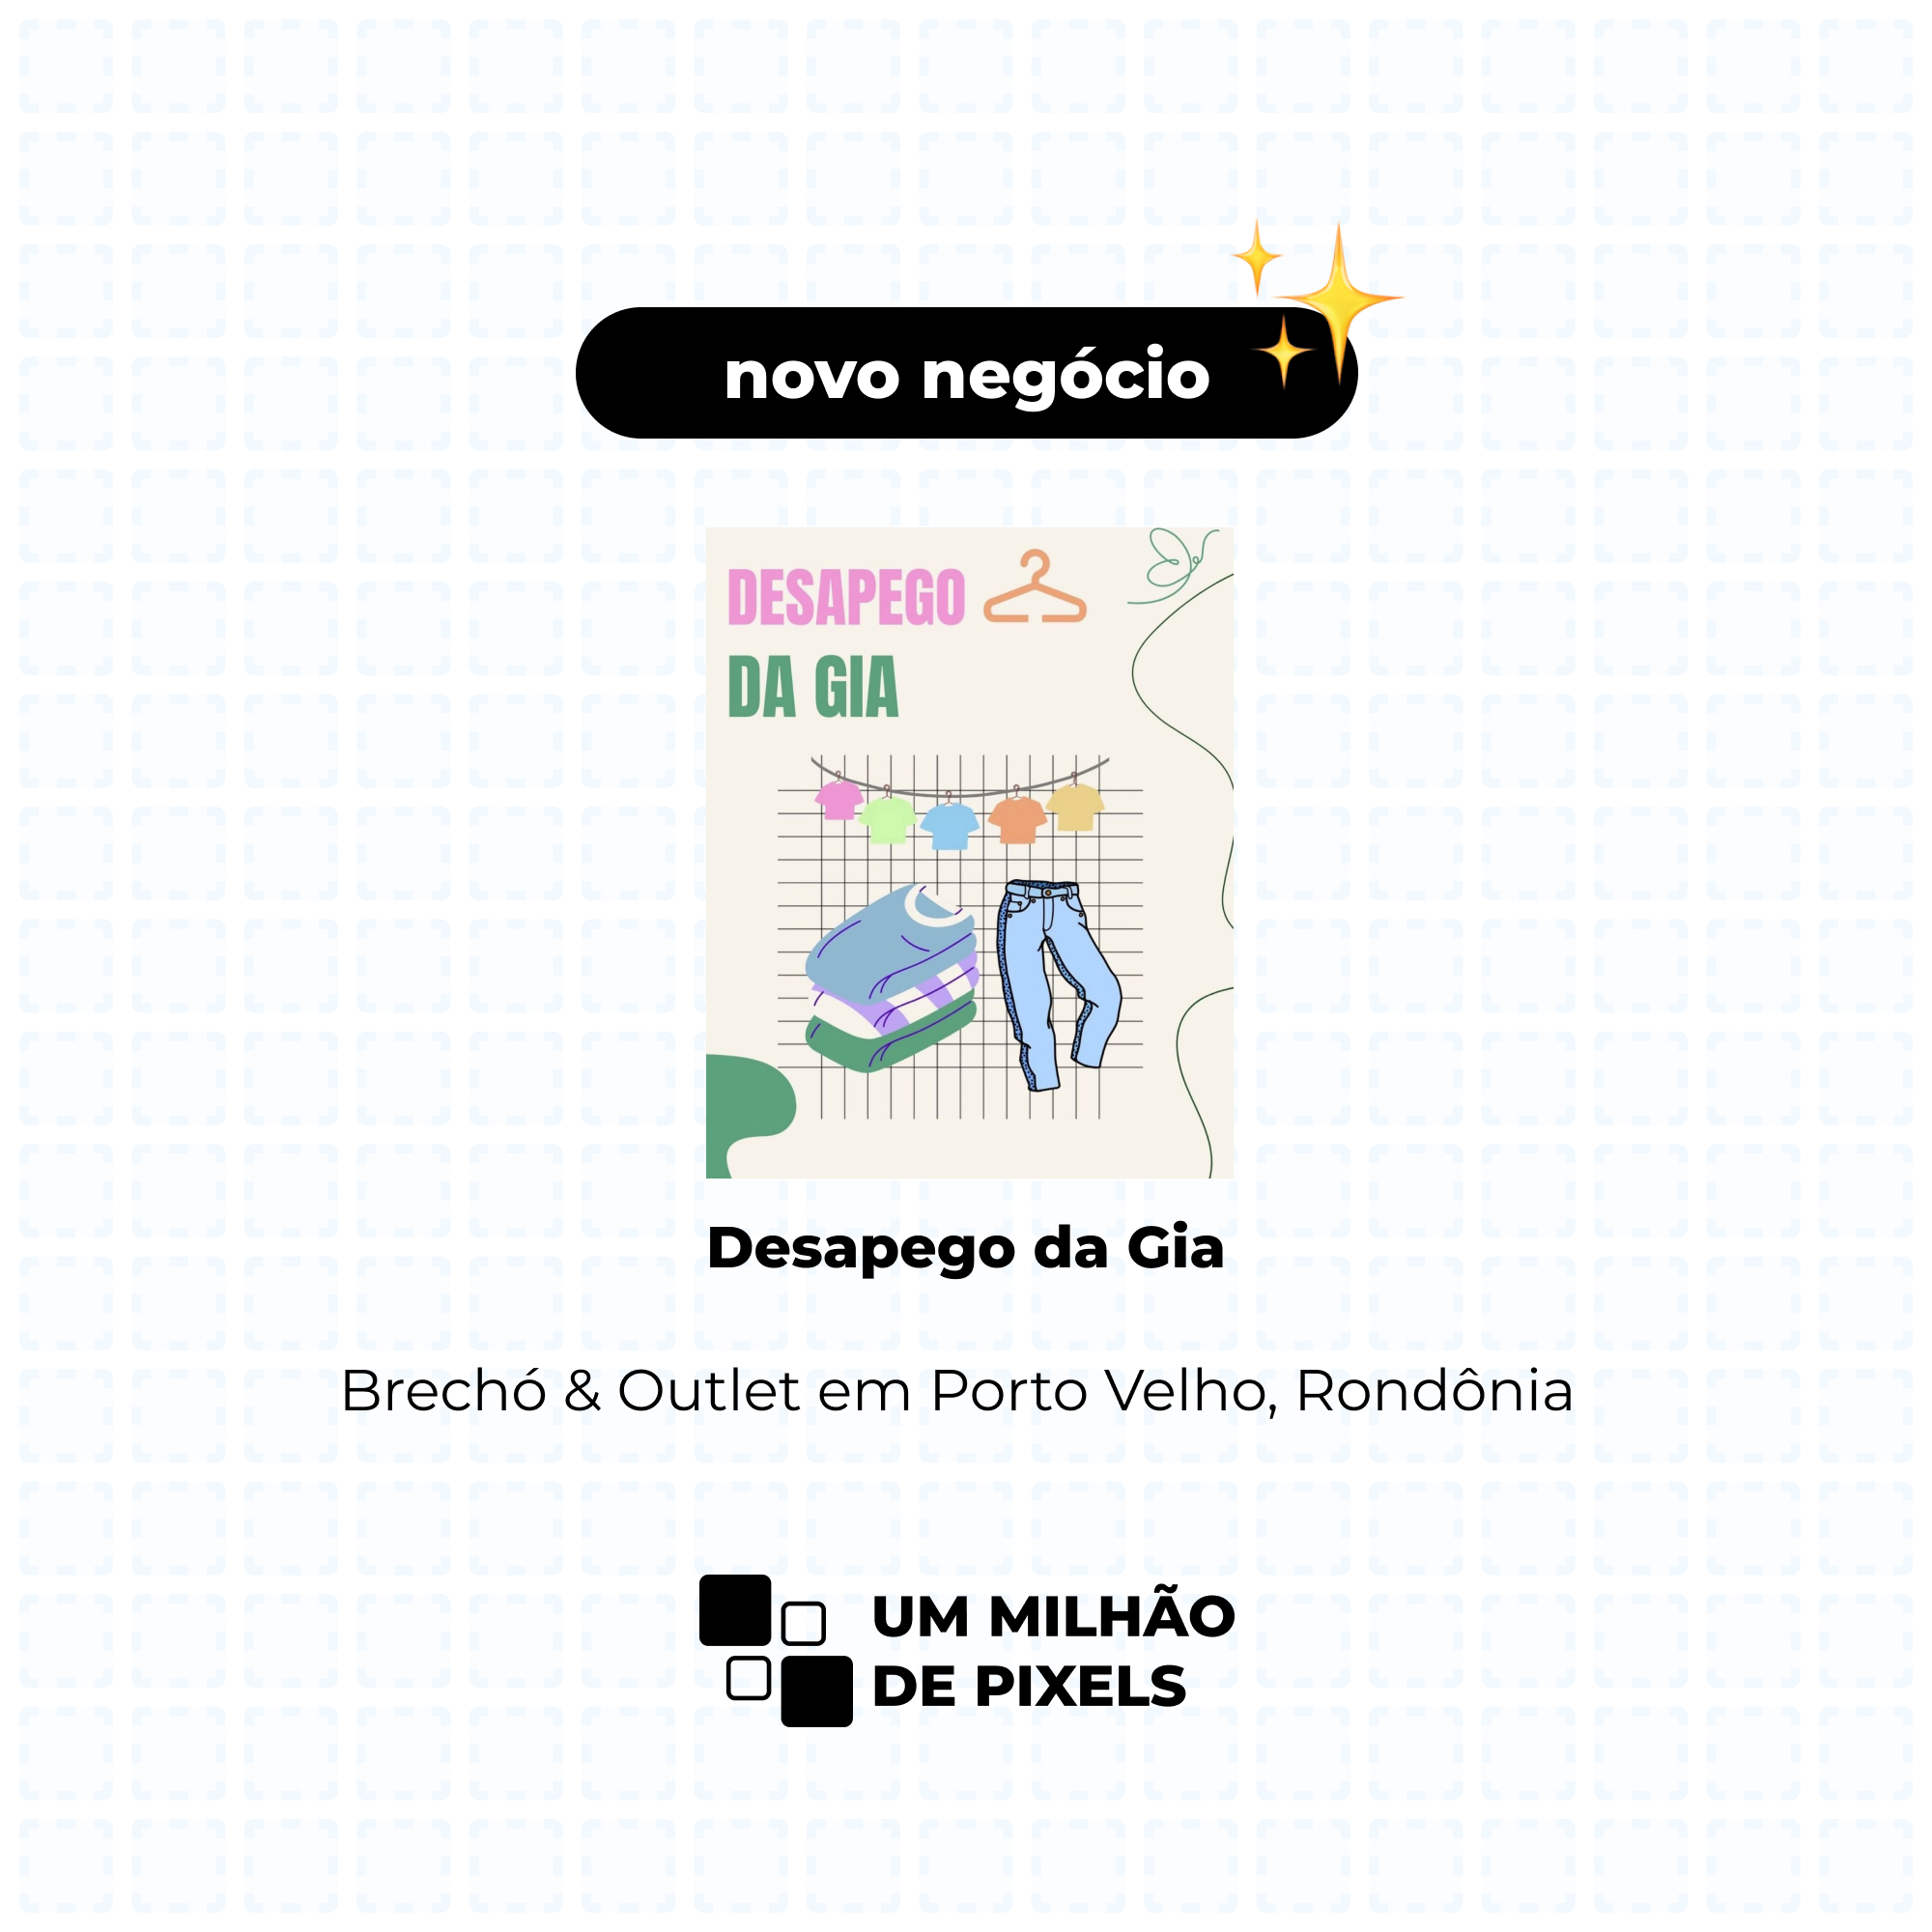 novo negócio
DESAPEGO
DA GIA
Desapego da Gia
Brechó & Outlet em Porto Velho, Rondônia
UM MILHÃO
DE PIXELS